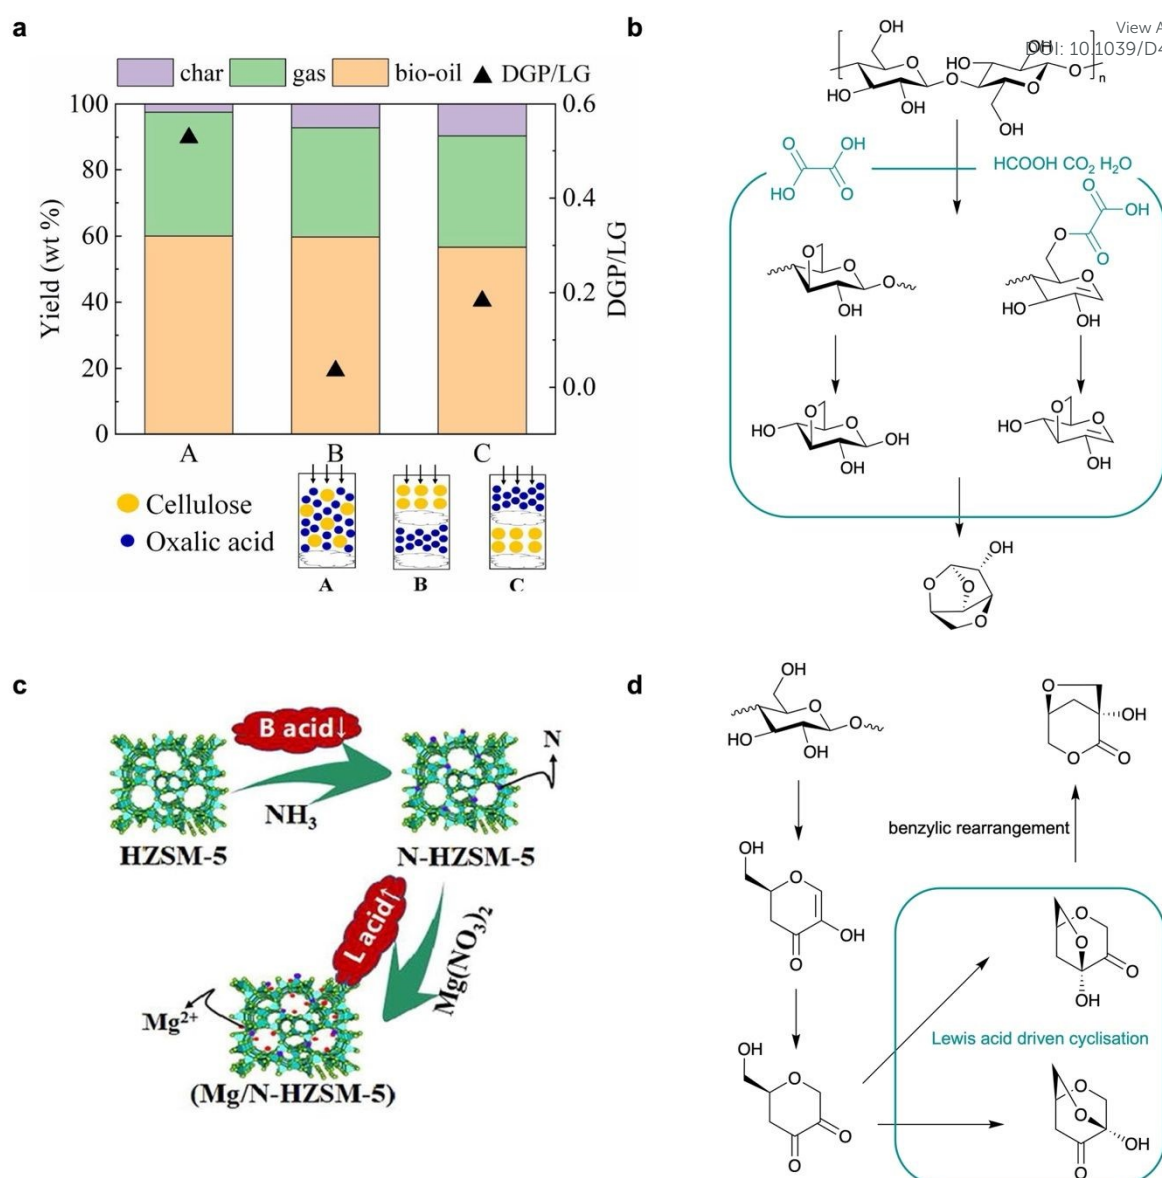 a
char gas bio-oil DGP/LG
100
80
60
40
20
0
Yield (wt %)
0.6
0.4
0.2
0.0
DGP/LG
A B C
Cellulose
Oxalic acid
A B C
b
View A
DOI: 10.1039/D4
OH
O
HO
OH
O
HO
OH
O
OH
O
n
O
OH
HO
O
HCOOH CO2 H2O
O
OH
O
O
O
O
O
OH
O
HO
OH
HO
O
O
OH
OH
HO
O
O
OH
OH
O
O
O
c
B acid↓
NH3
N
HZSM-5
N-HZSM-5
L acid↑
Mg(NO3)2
Mg2+
(Mg/N-HZSM-5)
d
OH
O
HO
OH
O
O
OH
O
O
benzylic rearrangement
OH
O
OH
O
O
O
O
OH
Lewis acid driven cyclisation
OH
O
O
O
O
O
OH
O